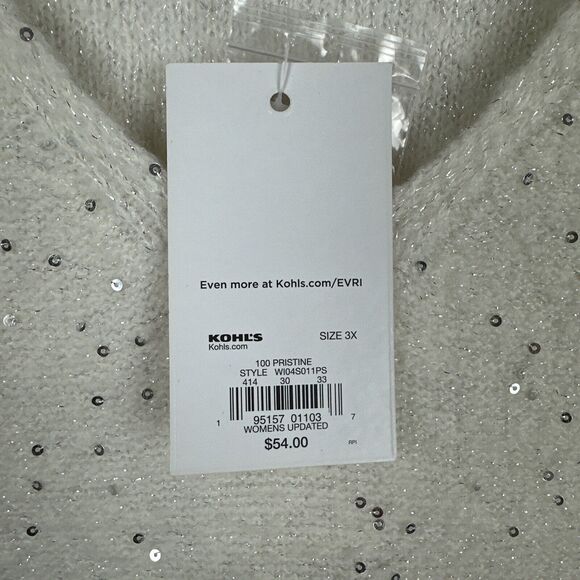 Even more at Kohls.com/EVRI
KOHL'S SIZE 3X
Kohls.com
100 PRISTINE
STYLE WI04S011PS
414 30 33
1 95157 01103 7
WOMENS UPDATED
$54.00 RPI